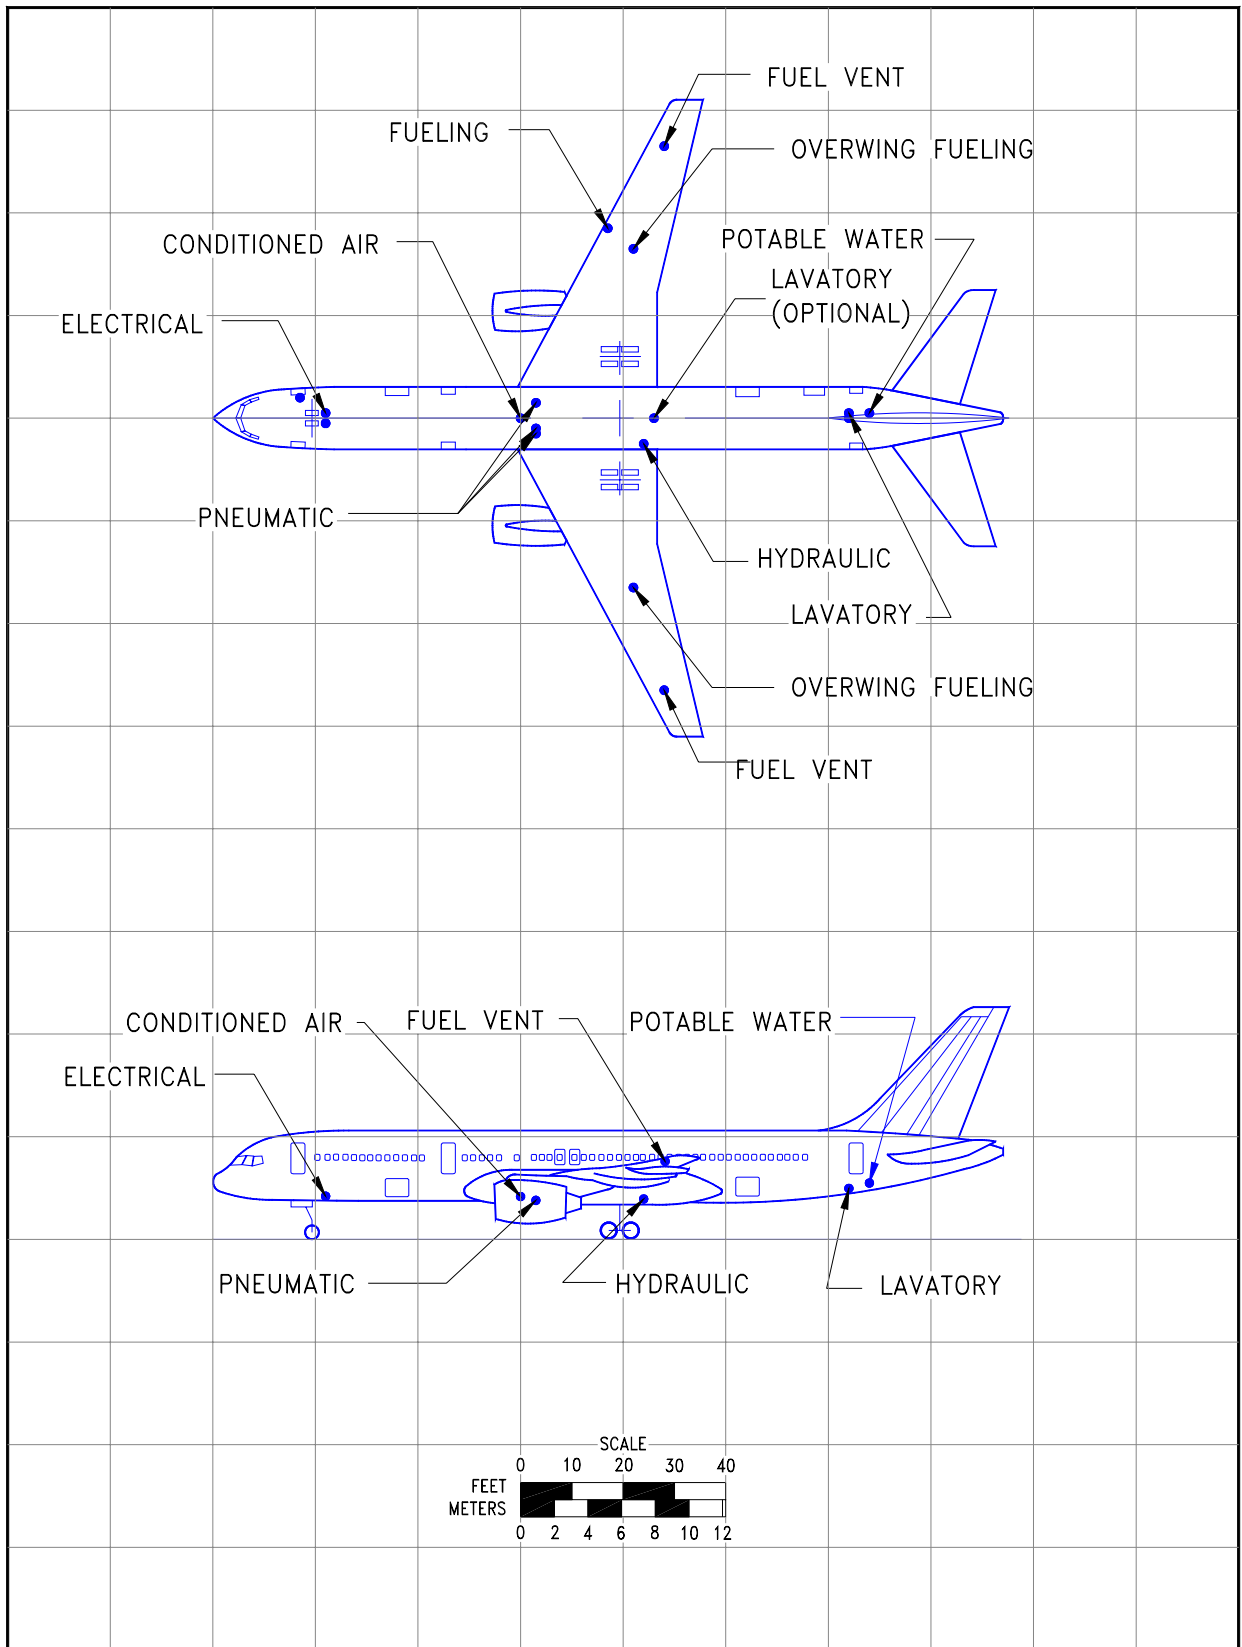 FUEL VENT
FUELING
OVERWING FUELING
CONDITIONED AIR
POTABLE WATER
LAVATORY
(OPTIONAL)
ELECTRICAL
PNEUMATIC
HYDRAULIC
LAVATORY
OVERWING FUELING
FUEL VENT
CONDITIONED AIR
FUEL VENT
POTABLE WATER
ELECTRICAL
PNEUMATIC
HYDRAULIC
LAVATORY
SCALE
0 10 20 30 40
FEET
METERS
0 2 4 6 8 10 12